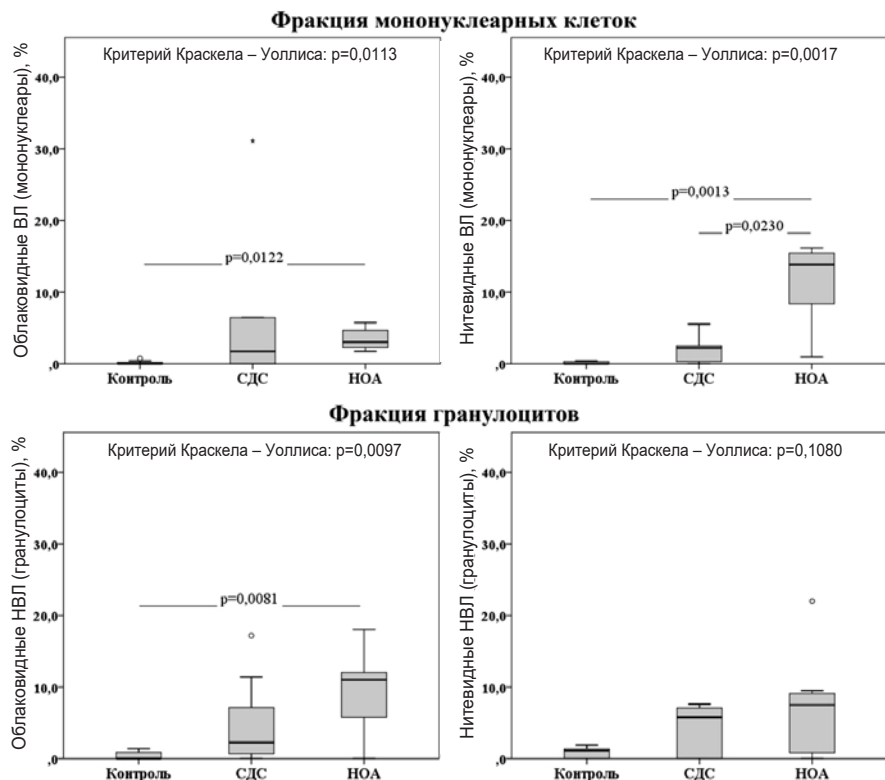 Фракция мононуклеарных клеток
Критерий Краскела – Уоллиса: p=0,0113
Облаковидные ВЛ (мононуклеары), %
40,0
30,0
20,0
10,0
,0
*
p=0,0122
Контроль
СДС
НОА
Критерий Краскела – Уоллиса: p=0,0017
Нитевидные ВЛ (мононуклеары), %
40,0
30,0
20,0
10,0
,0
p=0,0013
p=0,0230
Контроль
СДС
НОА
Фракция гранулоцитов
Критерий Краскела – Уоллиса: p=0,0097
Облаковидные НВЛ (гранулоциты), %
40,0
30,0
20,0
10,0
,0
p=0,0081
Контроль
СДС
НОА
Критерий Краскела – Уоллиса: p=0,1080
Нитевидные НВЛ (гранулоциты), %
40,0
30,0
20,0
10,0
,0
Контроль
СДС
НОА